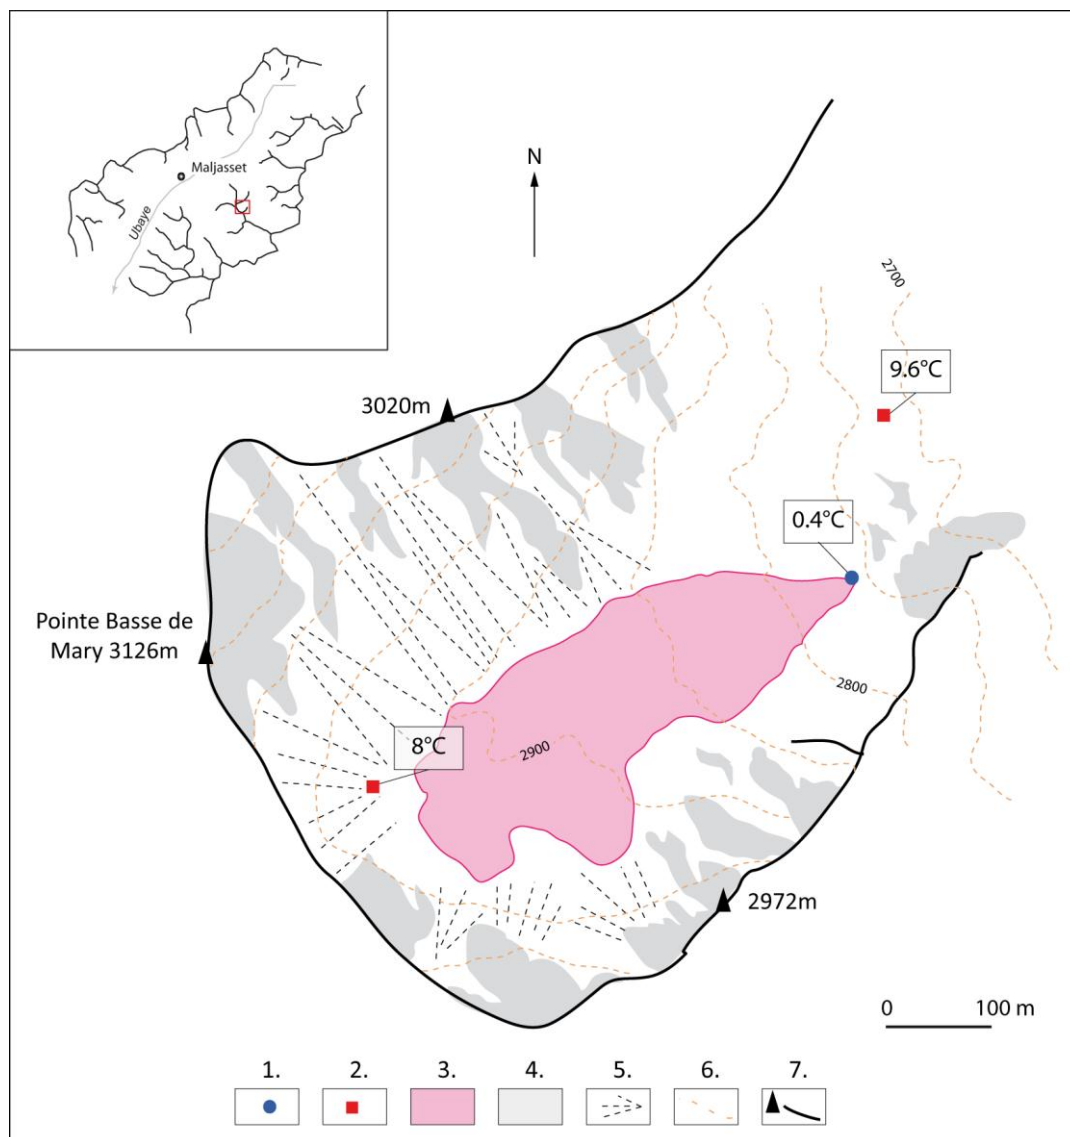 Maljasset
Ubaye
N
2700
9.6°C
3020m
0.4°C
Pointe Basse de
Mary 3126m
2800
8°C
2900
2972m
0 100 m
1. 2. 3. 4. 5. 6. 7.